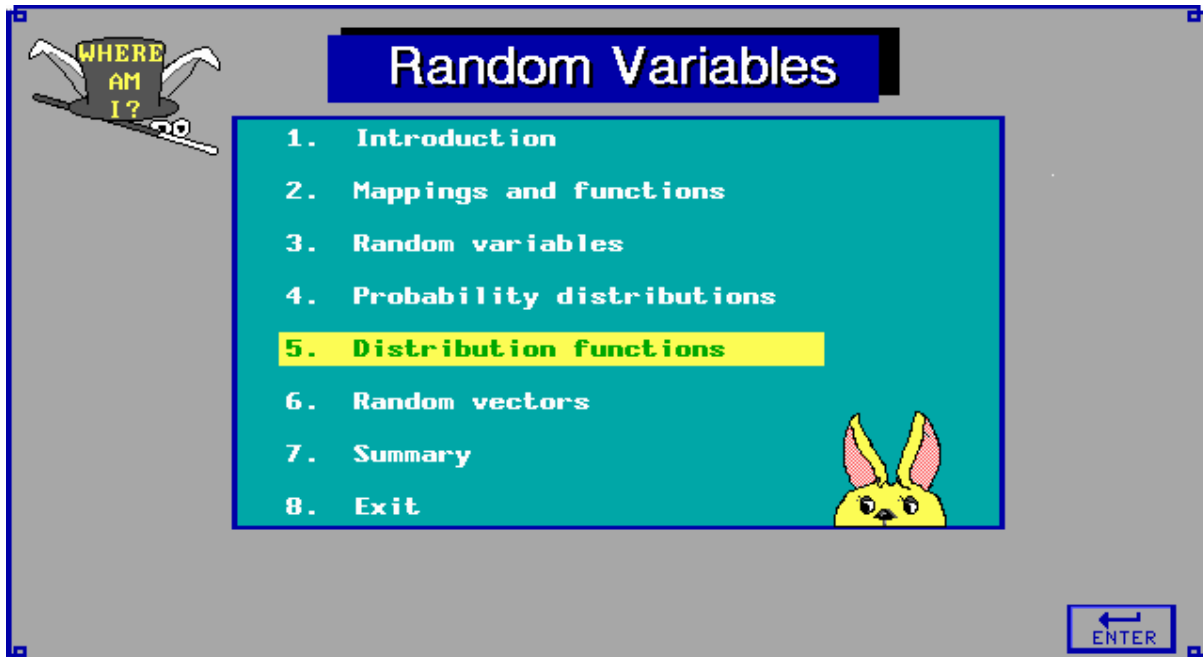 WHERE
AM
I?
Random Variables
1. Introduction
2. Mappings and functions
3. Random variables
4. Probability distributions
5. Distribution functions
6. Random vectors
7. Summary
8. Exit
ENTER